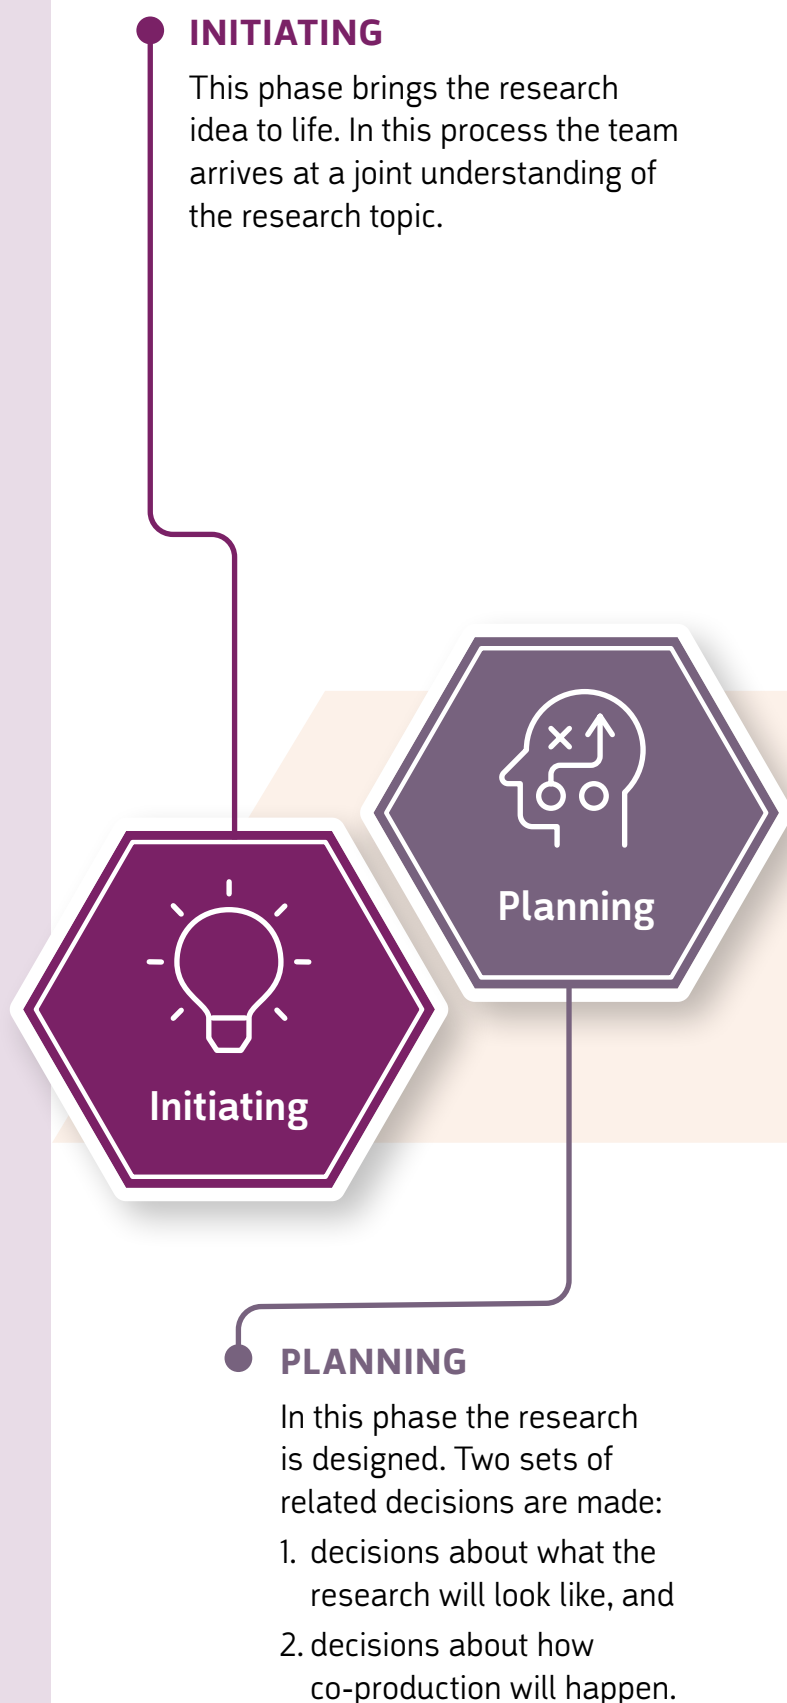 INITIATING
This phase brings the research
idea to life. In this process the team
arrives at a joint understanding of
the research topic.
Planning
Initiating
PLANNING
In this phase the research
is designed. Two sets of
related decisions are made:
1. decisions about what the
research will look like, and
2. decisions about how
co-production will happen.